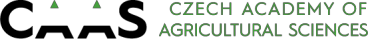 CAAS
CZECH ACADEMY OF
AGRICULTURAL SCIENCES